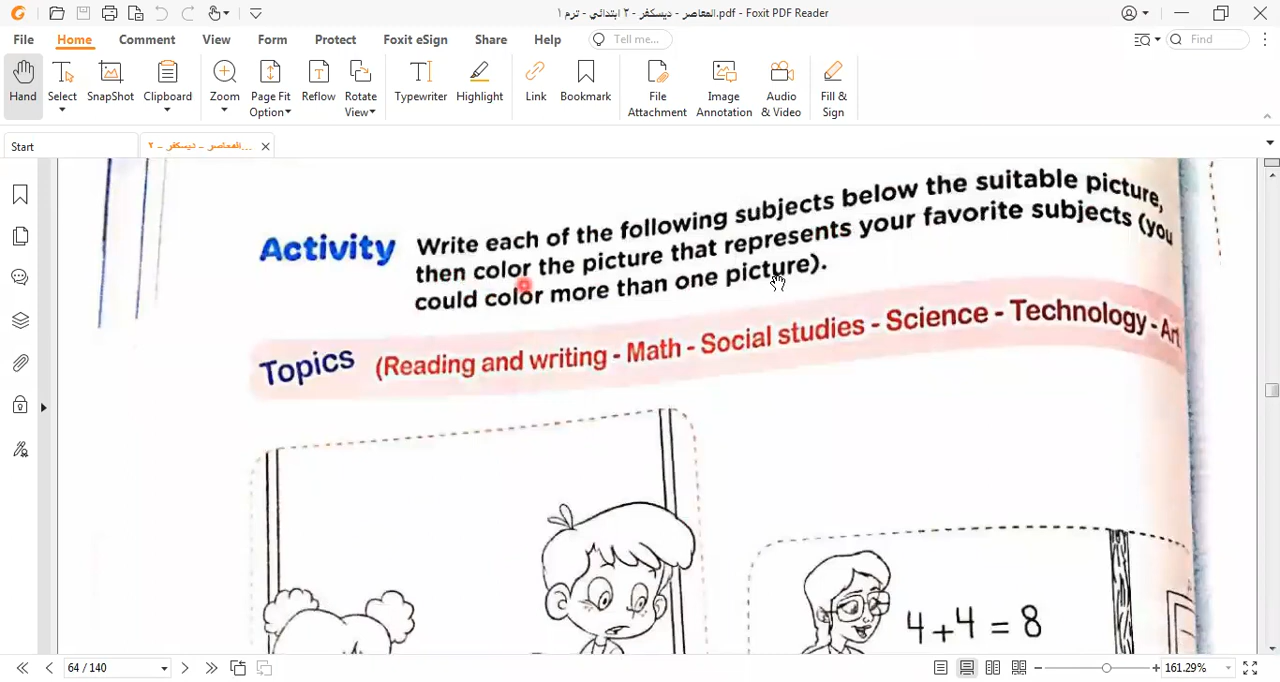 المعاصر - ديسكفر - ٢ ابتدائي - ترم ١.pdf - Foxit PDF Reader
File Home Comment View Form Protect Foxit eSign Share Help Tell me... Find
Hand Select SnapShot Clipboard Zoom Page Fit Option Reflow Rotate View Typewriter Highlight Link Bookmark File Attachment Image Annotation Audio & Video Fill & Sign
Start المعاصر - ديسكفر - ٢...
Activity Write each of the following subjects below the suitable picture,
then color the picture that represents your favorite subjects (you
could color more than one picture).
Topics (Reading and writing - Math - Social studies - Science - Technology - Art
4+4=8
64 / 140 161.29%